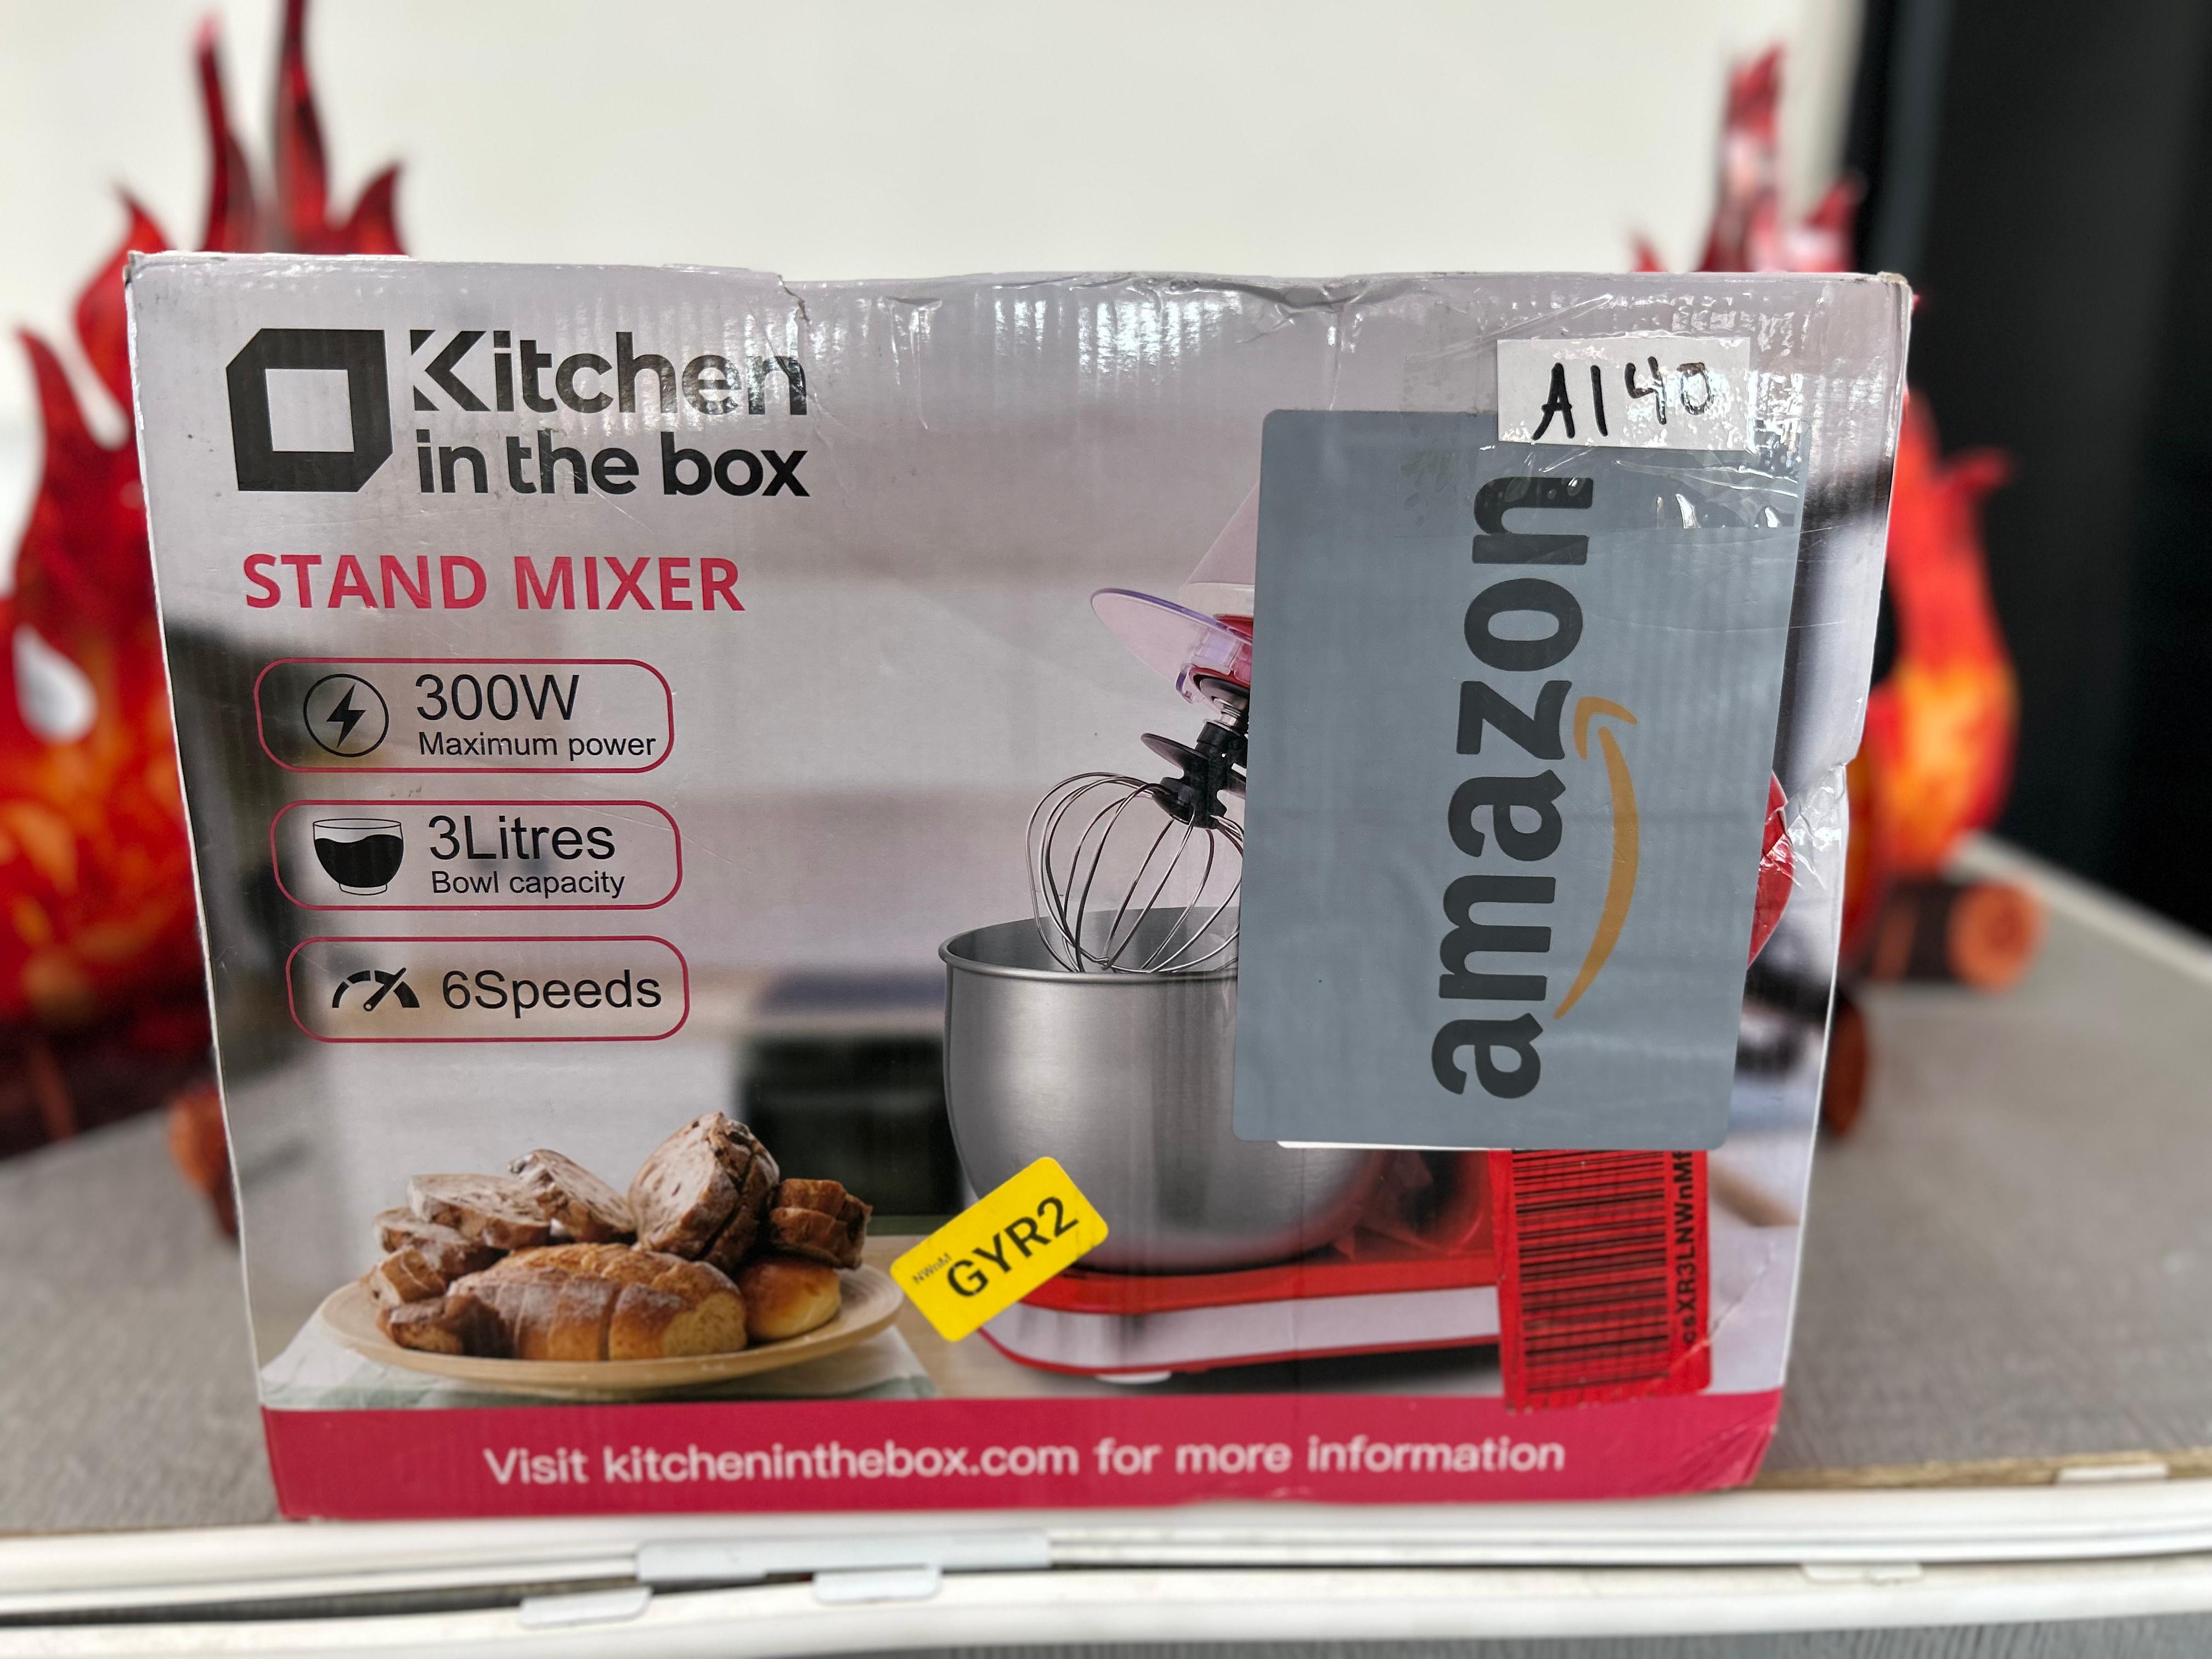 Kitchen
in the box
A140
amazon
STAND MIXER
300W
Maximum power
3Litres
Bowl capacity
6Speeds
NWnM
GYR2
Visit kitcheninthebox.com for more information